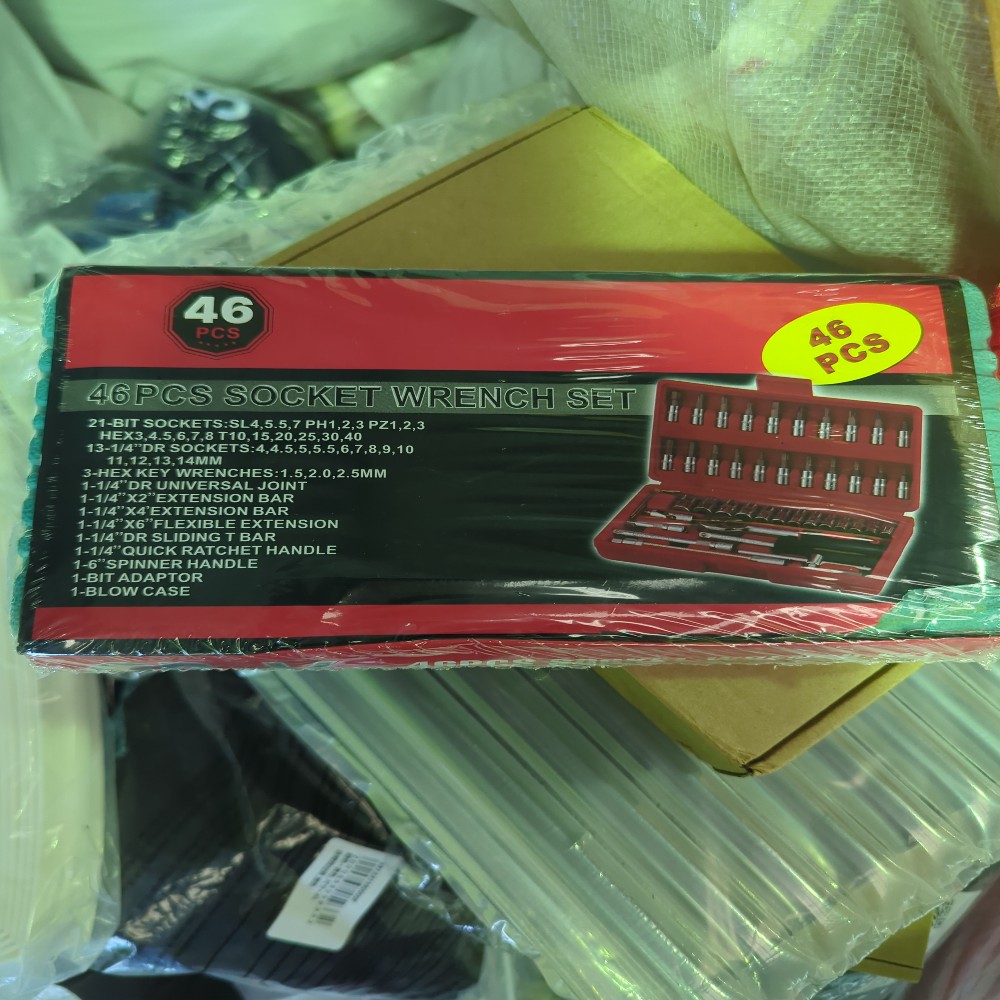 46
PCS
46
PCS
46PCS SOCKET WRENCH SET
21-BIT SOCKETS:SL4,5.5,7 PH1,2,3 PZ1,2,3
HEX3,4.5,6,7,8 T10,15,20,25,30,40
13-1/4"DR SOCKETS:4,4.5,5,5.5,6,7,8,9,10
11,12,13,14MM
3-HEX KEY WRENCHES:1.5,2.0,2.5MM
1-1/4"DR UNIVERSAL JOINT
1-1/4"X2"EXTENSION BAR
1-1/4"X4'EXTENSION BAR
1-1/4"X6"FLEXIBLE EXTENSION
1-1/4"DR SLIDING T BAR
1-1/4"QUICK RATCHET HANDLE
1-6"SPINNER HANDLE
1-BIT ADAPTOR
1-BLOW CASE